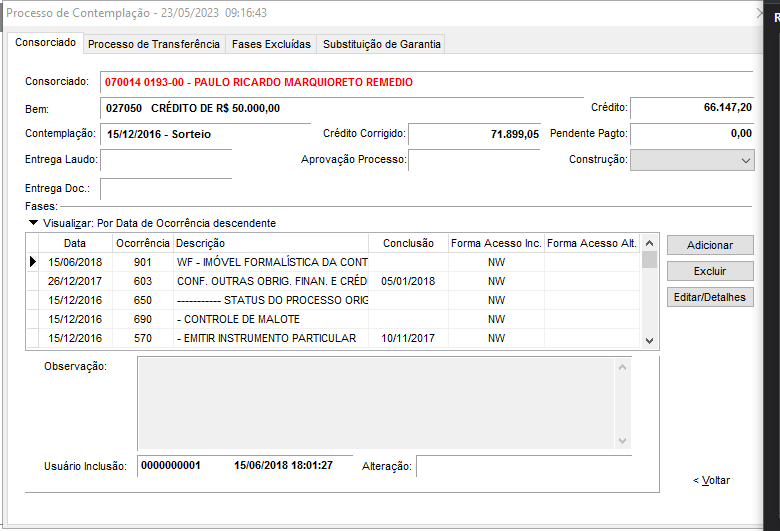 Processo de Contemplação - 23/05/2023 09:16:43
R
Consorciado Processo de Transferência Fases Excluídas Substituição de Garantia
Consorciado: 070014 0193-00 - PAULO RICARDO MARQUIORETO REMEDIO
Bem: 027050 CRÉDITO DE R$ 50.000,00 Crédito: 66.147,20
Contemplação: 15/12/2016 - Sorteio Crédito Corrigido: 71.899,05 Pendente Pagto: 0,00
Entrega Laudo: Aprovação Processo: Construção:
Entrega Doc.:
Fases:
Visualizar: Por Data de Ocorrência descendente
Data Ocorrência Descrição Conclusão Forma Acesso Inc. Forma Acesso Alt. Adicionar
15/06/2018 901 WF - IMÓVEL FORMALÍSTICA DA CONT NW Excluir
26/12/2017 603 CONF. OUTRAS OBRIG. FINAN. E CRÉD 05/01/2018 NW
15/12/2016 650 ----------- STATUS DO PROCESSO ORIG NW Editar/Detalhes
15/12/2016 690 - CONTROLE DE MALOTE NW
15/12/2016 570 - EMITIR INSTRUMENTO PARTICULAR 10/11/2017 NW
Observação:
Usuário Inclusão: 0000000001 15/06/2018 18:01:27 Alteração:
< Voltar